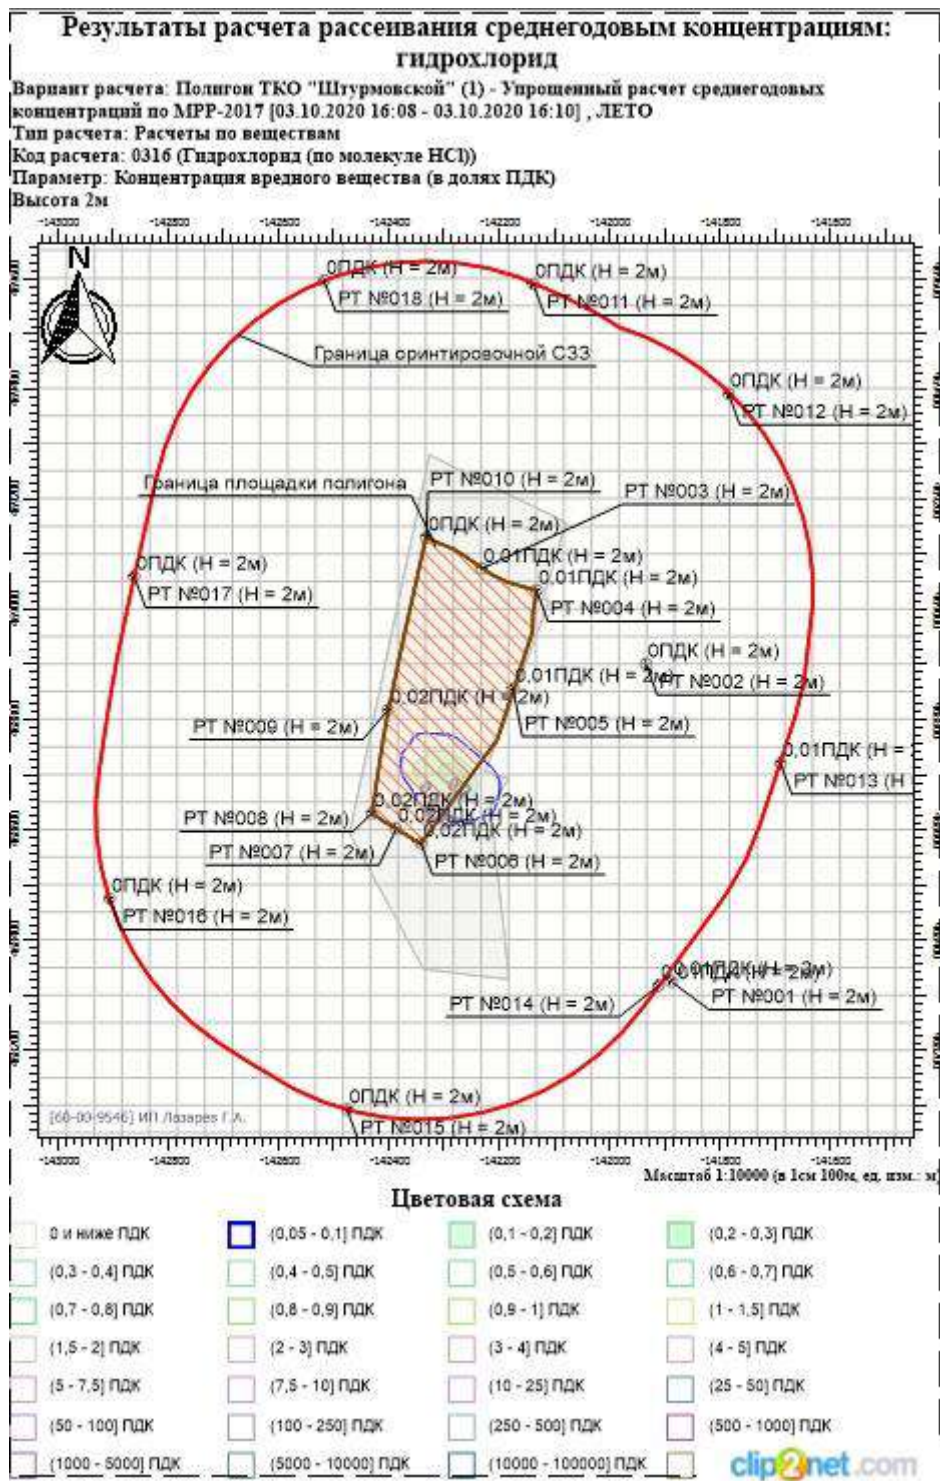 Результаты расчета рассеивания среднегодовым концентрациям:
гидрохлорид
Вариант расчета: Полигон ТКО "Штурмовской" (1) - Упрощенный расчет среднегодовых
концентраций по МРР-2017 [03.10.2020 16:08 - 03.10.2020 16:10] , ЛЕТО
Тип расчета: Расчеты по веществам
Код расчета: 0316 (Гидрохлорид (по молекуле HCl))
Параметр: Концентрация вредного вещества (в долях ПДК)
Высота 2м
N
0ПДК (H = 2м)
РТ №018 (H = 2м)
0ПДК (H = 2м)
РТ №011 (H = 2м)
Граница оринтировочной СЗЗ
0ПДК (H = 2м)
РТ №012 (H = 2м)
Граница площадки полигона
РТ №010 (H = 2м)
РТ №003 (H = 2м)
0ПДК (H = 2м)
0,01ПДК (H = 2м)
0ПДК (H = 2м)
РТ №017 (H = 2м)
0,01ПДК (H = 2м)
РТ №004 (H = 2м)
0ПДК (H = 2м)
РТ №002 (H = 2м)
0,01ПДК (H = 2м)
РТ №005 (H = 2м)
0,02ПДК (H = 2м)
РТ №009 (H = 2м)
0,01ПДК (H =
РТ №013 (H
0,02ПДК (H = 2м)
РТ №008 (H = 2м)
0,02ПДК (H = 2м)
РТ №007 (H = 2м)
0,02ПДК (H = 2м)
РТ №006 (H = 2м)
0ПДК (H = 2м)
РТ №016 (H = 2м)
0,01ПДК (H = 2м)
РТ №014 (H = 2м)
РТ №001 (H = 2м)
0ПДК (H = 2м)
РТ №015 (H = 2м)
[60-00-9546] ИП Лазарев Г.А.
Масштаб 1:10000 (в 1см 100м, ед. изм.: м
Цветовая схема
0 и ниже ПДК (0,05 - 0,1] ПДК (0,1 - 0,2] ПДК (0,2 - 0,3] ПДК
(0,3 - 0,4] ПДК (0,4 - 0,5] ПДК (0,5 - 0,6] ПДК (0,6 - 0,7] ПДК
(0,7 - 0,8] ПДК (0,8 - 0,9] ПДК (0,9 - 1] ПДК (1 - 1,5] ПДК
(1,5 - 2] ПДК (2 - 3] ПДК (3 - 4] ПДК (4 - 5] ПДК
(5 - 7,5] ПДК (7,5 - 10] ПДК (10 - 25] ПДК (25 - 50] ПДК
(50 - 100] ПДК (100 - 250] ПДК (250 - 500] ПДК (500 - 1000] ПДК
(1000 - 5000] ПДК (5000 - 10000] ПДК (10000 - 100000] ПДК
clip2net.com